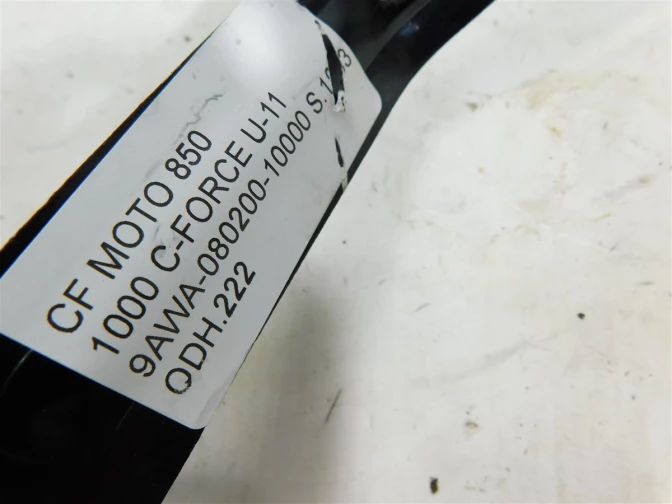 CF MOTO 850
1000 C-FORCE U-11
9AWA-080200-10000
QDH.222